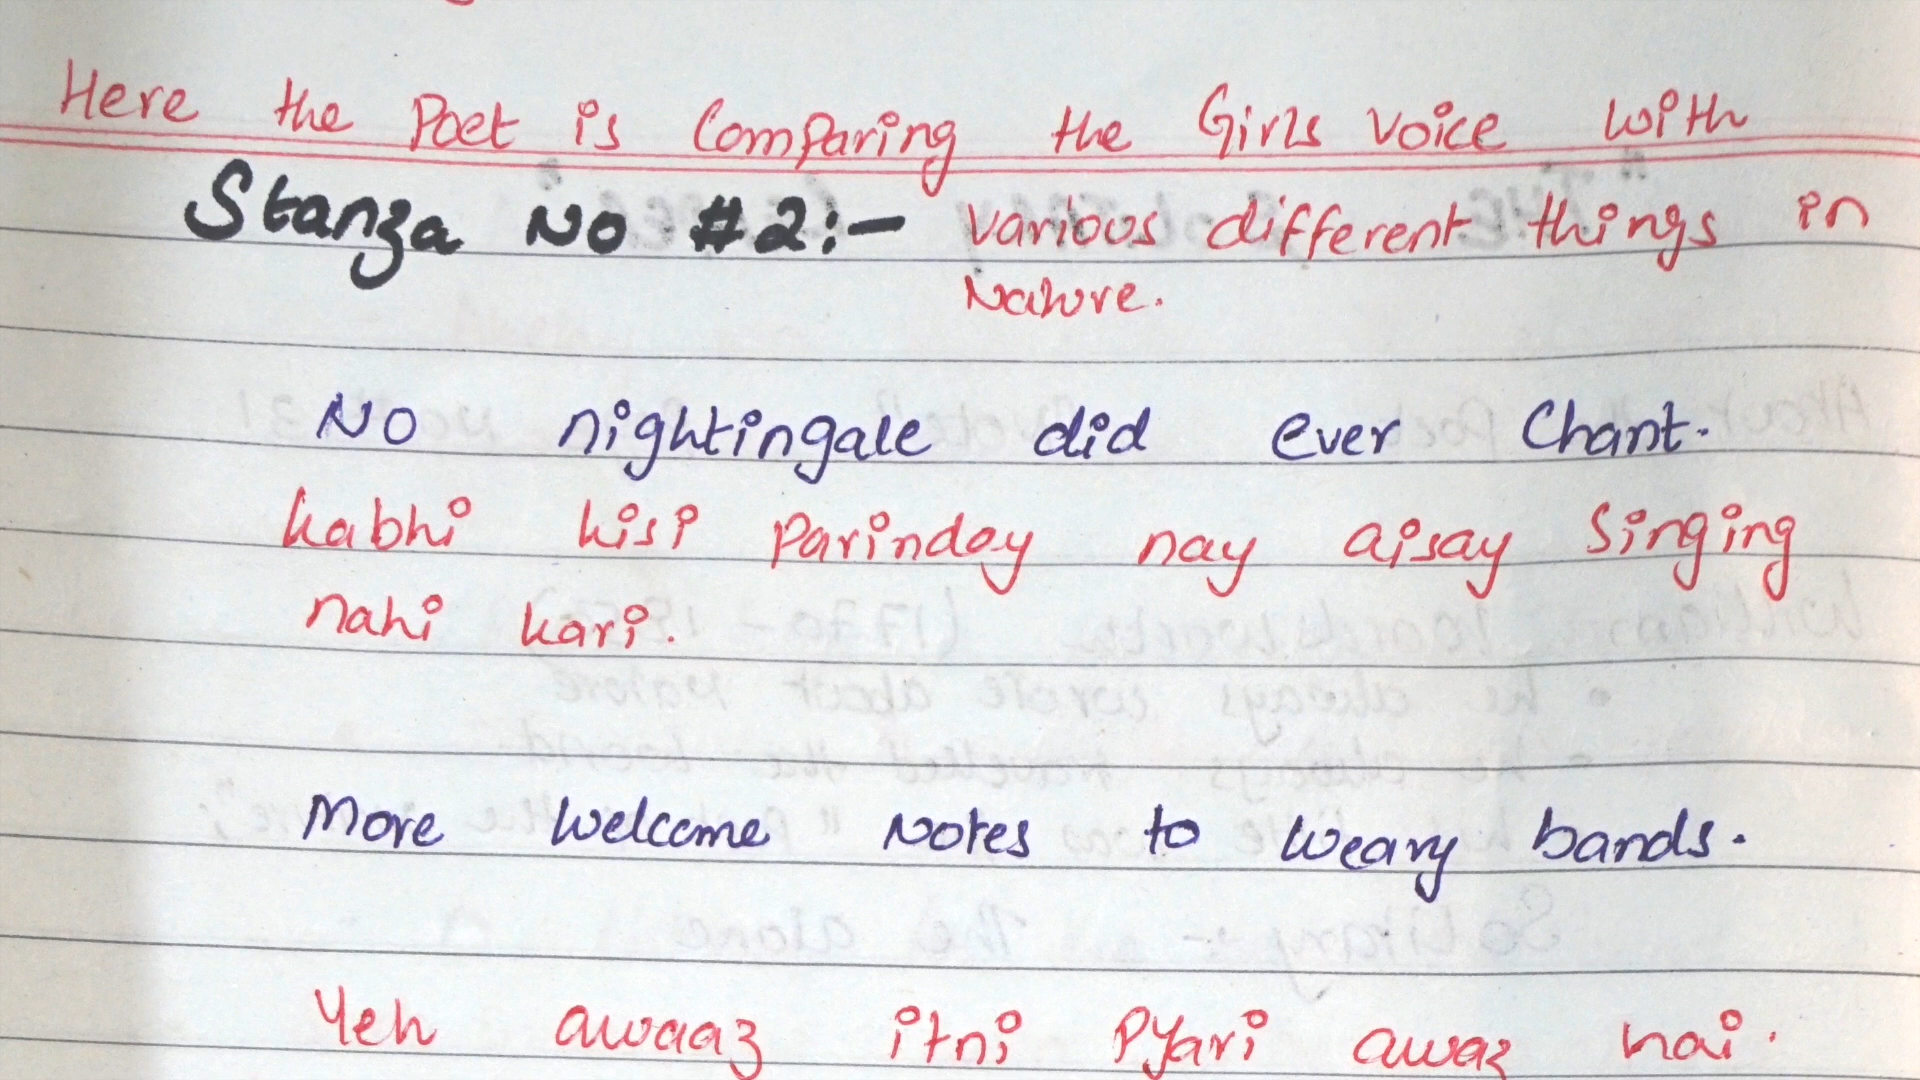 Here the Poet is Comparing the Girls voice with
Stanza No #2:- various different things in
Nature.
No nightingale did ever Chant.
kabhi kisi Parinday nay aisay Singing
nahi kari.
More welcome Notes to weary bands.
Yeh awaaz itni Pyari awaz hai.